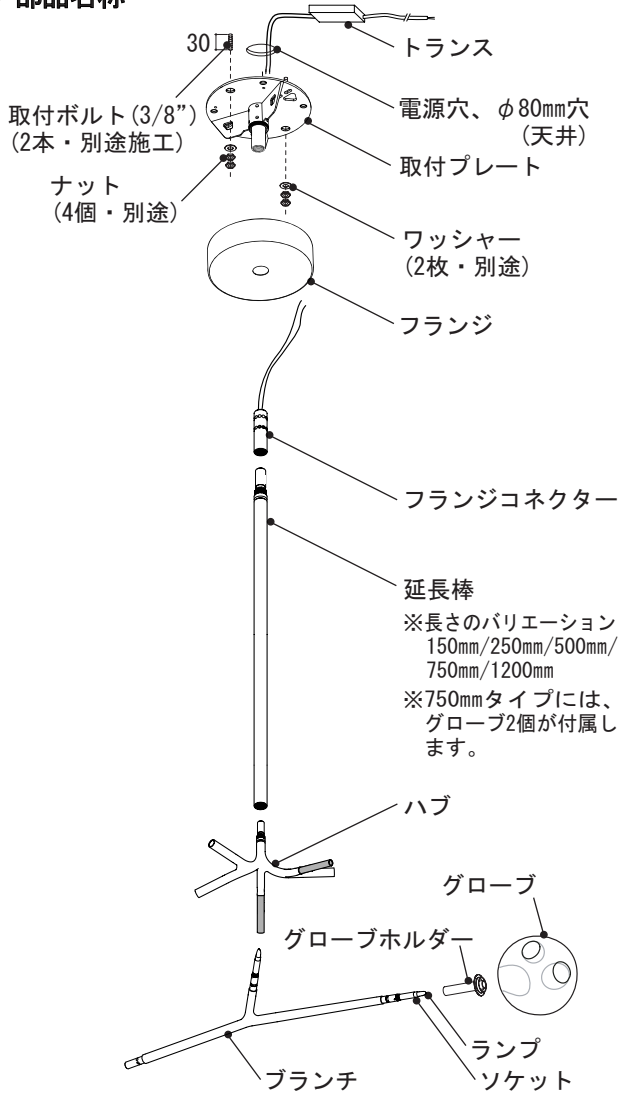 部品名称
30
トランス
取付ボルト(3/8”)
(2本・別途施工)
電源穴、φ80mm穴
(天井)
取付プレート
ナット
(4個・別途)
ワッシャー
(2枚・別途)
フランジ
フランジコネクター
延長棒
※長さのバリエーション
150mm/250mm/500mm/
750mm/1200mm
※750mmタイプには、
グローブ2個が付属し
ます。
ハブ
グローブ
グローブホルダー
ランプ
ソケット
ブランチ